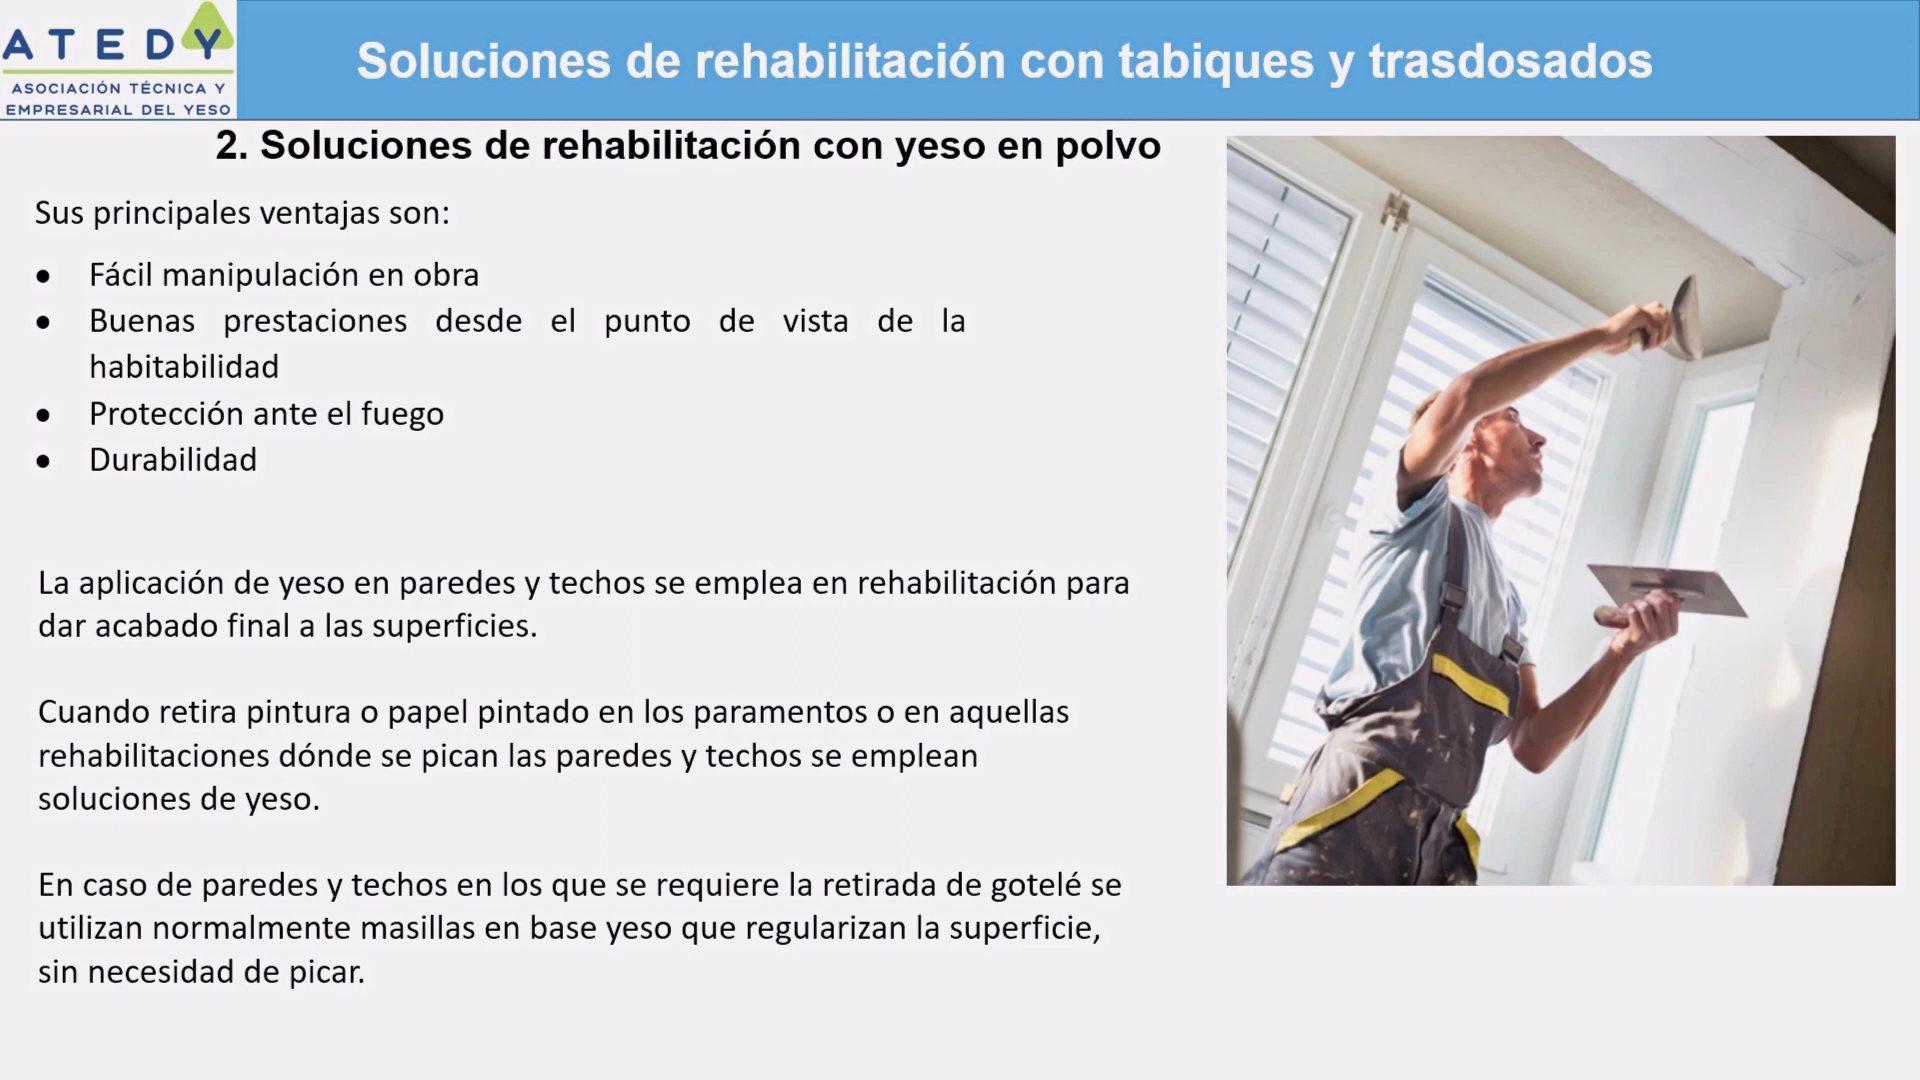 ATEDY
ASOCIACIÓN TÉCNICA Y
EMPRESARIAL DEL YESO
Soluciones de rehabilitación con tabiques y trasdosados
2. Soluciones de rehabilitación con yeso en polvo
Sus principales ventajas son:
• Fácil manipulación en obra
• Buenas prestaciones desde el punto de vista de la
habitabilidad
• Protección ante el fuego
• Durabilidad
La aplicación de yeso en paredes y techos se emplea en rehabilitación para
dar acabado final a las superficies.
Cuando retira pintura o papel pintado en los paramentos o en aquellas
rehabilitaciones dónde se pican las paredes y techos se emplean
soluciones de yeso.
En caso de paredes y techos en los que se requiere la retirada de gotelé se
utilizan normalmente masillas en base yeso que regularizan la superficie,
sin necesidad de picar.